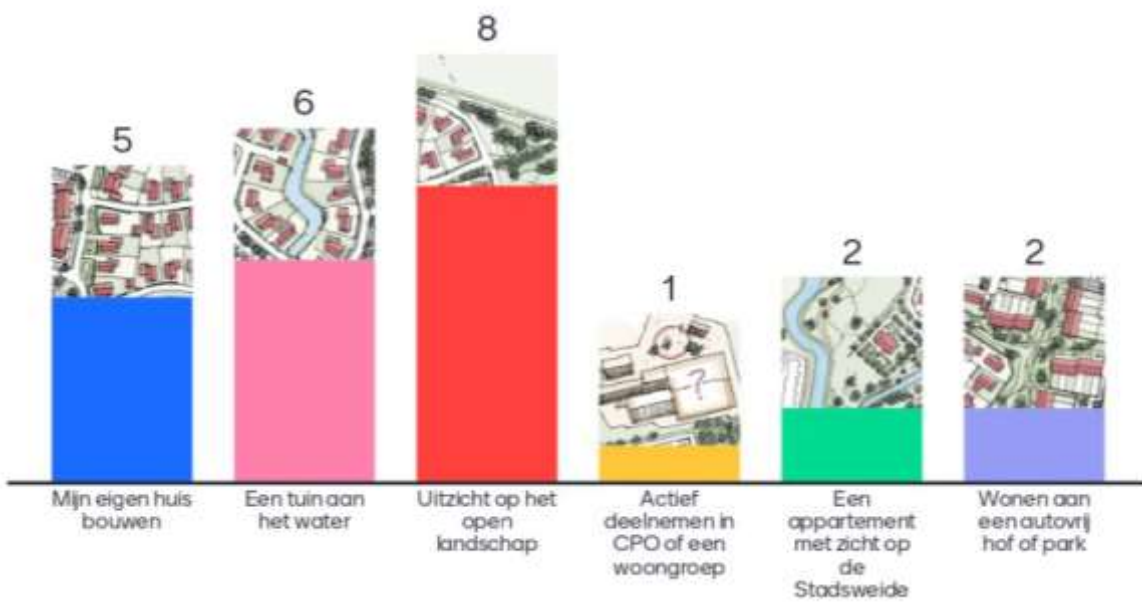 5
6
8
1
2
2
?
Mijn eigen huis
bouwen
Een tuin aan
het water
Uitzicht op het
open
landschap
Actief
deelnemen in
CPO of een
woongroep
Een
appartement
met zicht op
de
Stadsweide
Wonen aan
een autovrij
hof of park